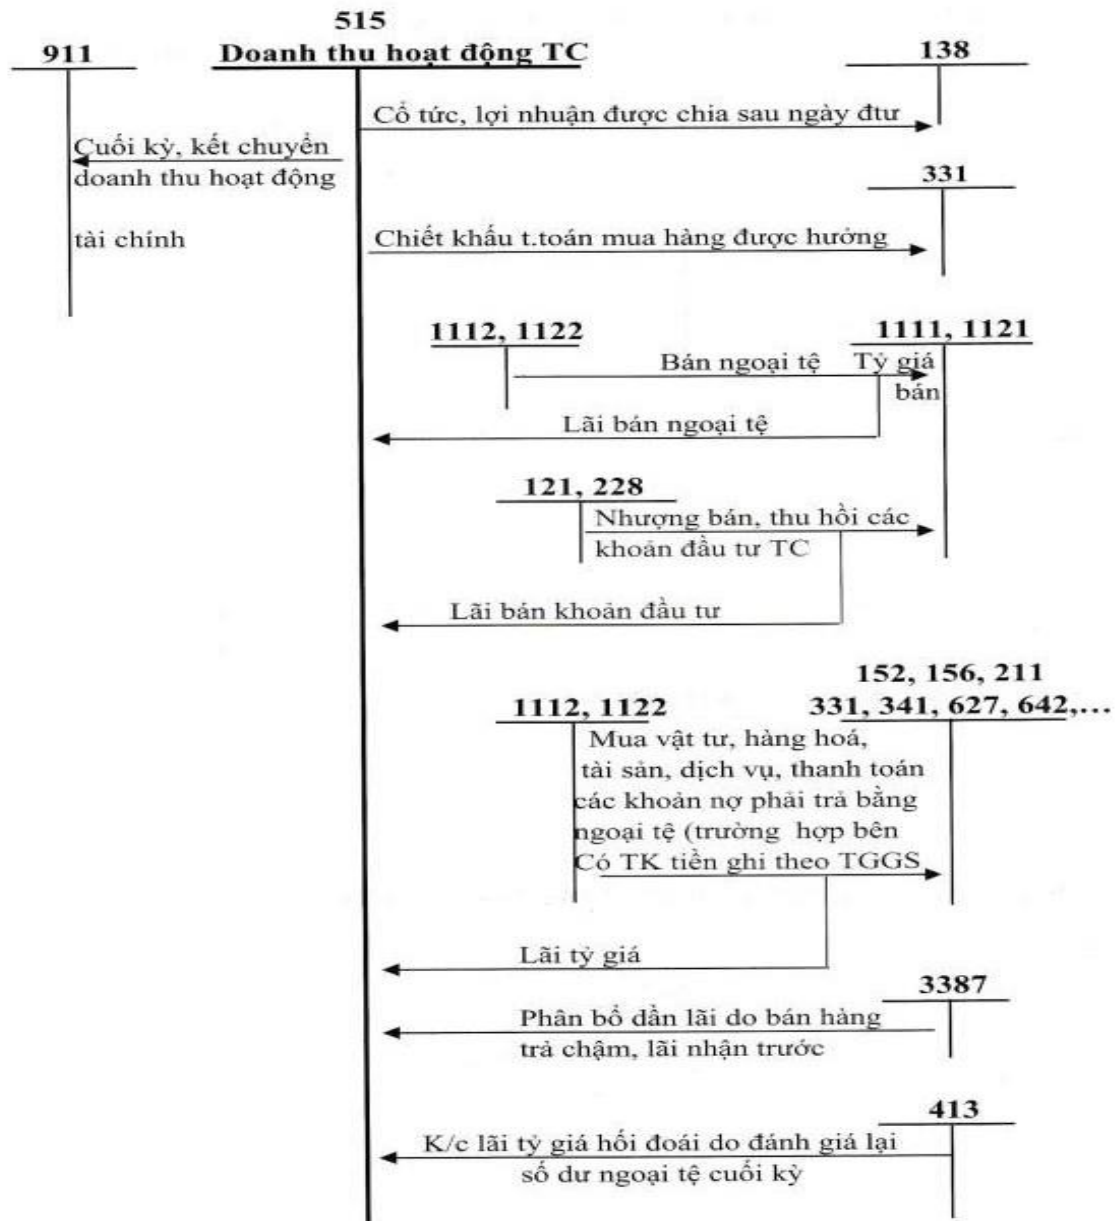 515
911
Doanh thu hoạt động TC
138
Cổ tức, lợi nhuận được chia sau ngày đtư
Cuối kỳ, kết chuyển
doanh thu hoạt động
tài chính
331
Chiết khấu t.toán mua hàng được hưởng
1112, 1122
1111, 1121
Bán ngoại tệ
Tỷ giá
bán
Lãi bán ngoại tệ
121, 228
Nhượng bán, thu hồi các
khoản đầu tư TC
Lãi bán khoản đầu tư
152, 156, 211
331, 341, 627, 642,...
1112, 1122
Mua vật tư, hàng hoá,
tài sản, dịch vụ, thanh toán
các khoản nợ phải trả bằng
ngoại tệ (trường hợp bên
Có TK tiền ghi theo TGGS
Lãi tỷ giá
3387
Phân bổ dần lãi do bán hàng
trả chậm, lãi nhận trước
413
K/c lãi tỷ giá hối đoái do đánh giá lại
số dư ngoại tệ cuối kỳ